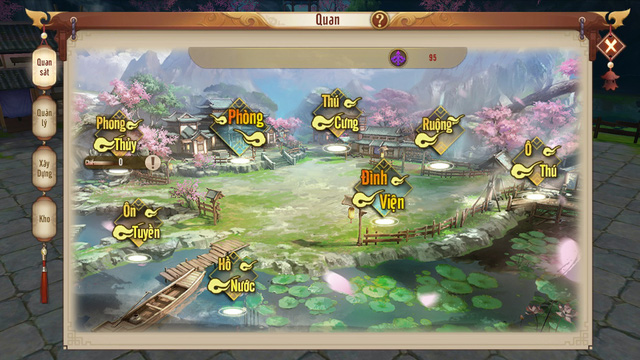 Quan
?
95
Quan
sát
Quản
lý
Xây
Dựng
Kho
Phong
Thủy
0
!
Phòng
Thú
Cưng
Ruộng
Ô
Thú
Đình
Viện
Ôn
Tuyền
Hồ
Nước